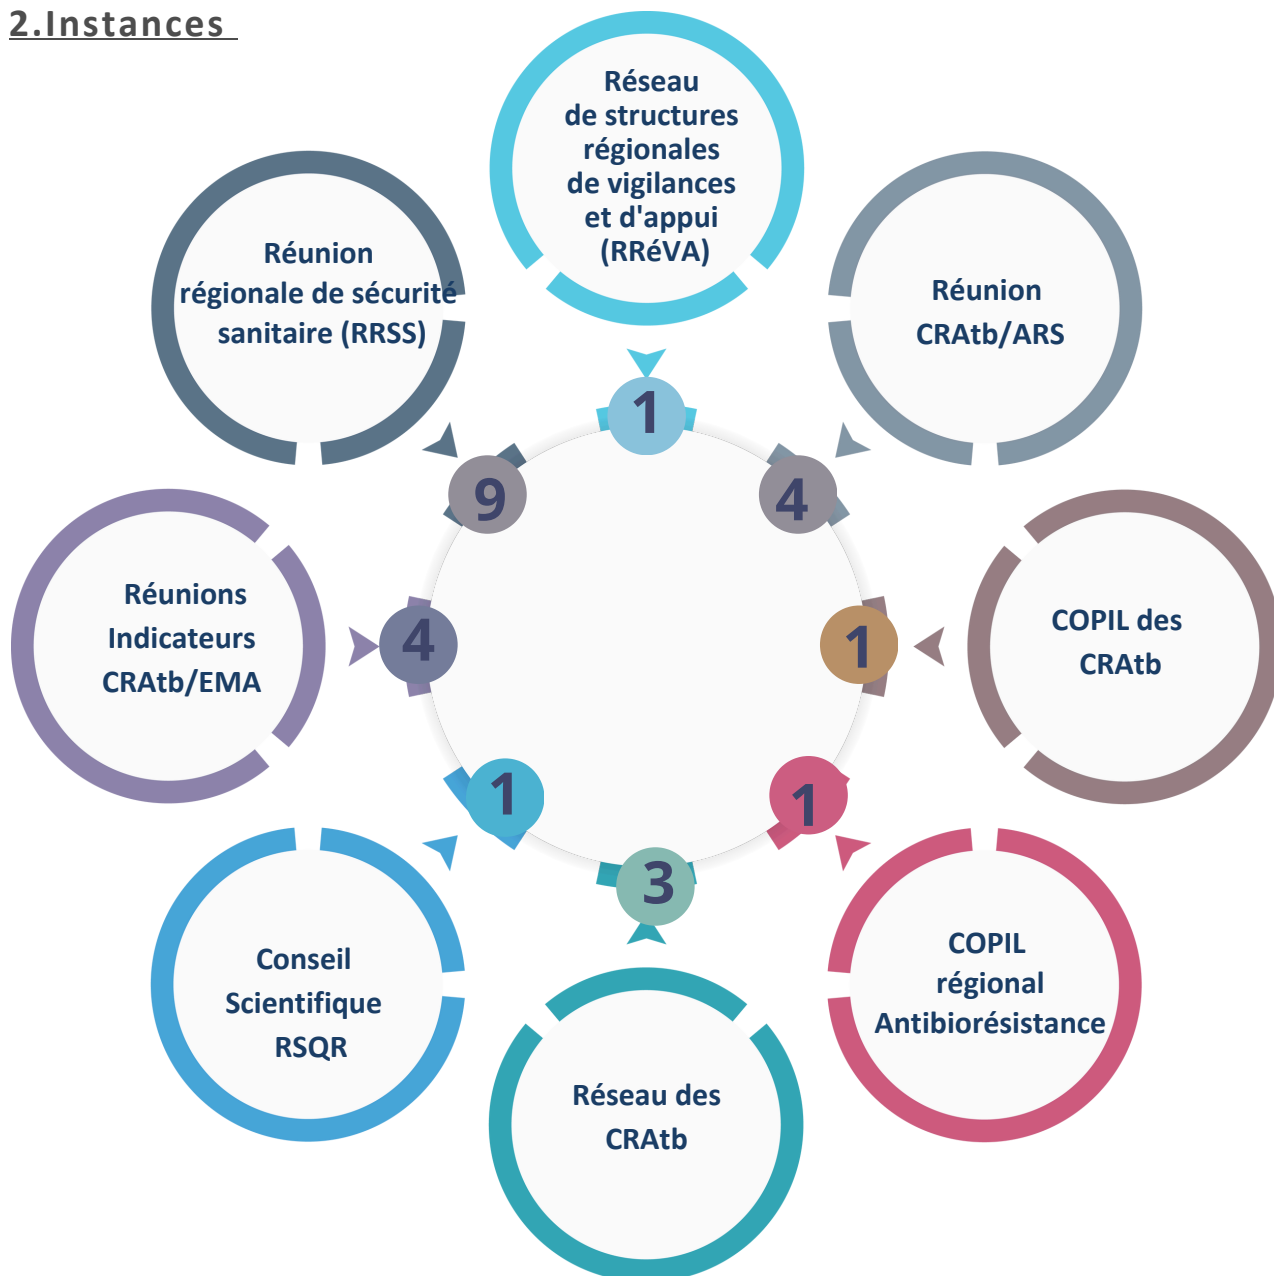 2.Instances
Réseau
de structures
régionales
de vigilances
et d'appui
(RRéVA)
1
Réunion
CRAtb/ARS
4
COPIL des
CRAtb
1
COPIL
régional
Antibiorésistance
1
Réseau des
CRAtb
3
Conseil
Scientifique
RSQR
1
Réunions
Indicateurs
CRAtb/EMA
4
Réunion
régionale de sécurité
sanitaire (RRSS)
9